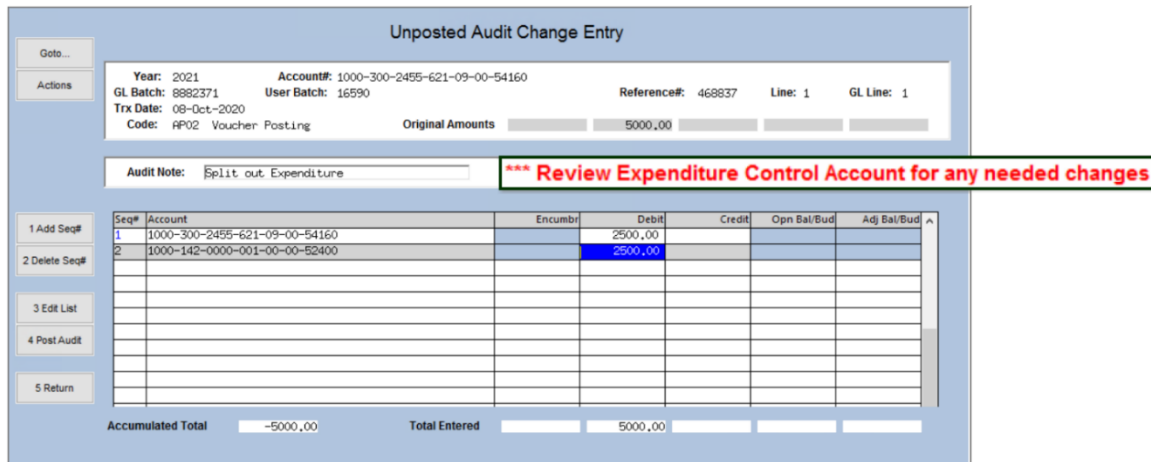 Unposted Audit Change Entry
Goto...
Actions
Year: 2021 Account#: 1000-300-2455-621-09-00-54160
GL Batch: 8882371 User Batch: 16590 Reference#: 468837 Line: 1 GL Line: 1
Trx Date: 08-Oct-2020
Code: AP02 Voucher Posting Original Amounts 5000.00
Audit Note: Split out Expenditure
*** Review Expenditure Control Account for any needed changes
1 Add Seq#
2 Delete Seq#
3 Edit List
4 Post Audit
5 Return
Seq# Account Encumbr Debit Credit Opn Bal/Bud Adj Bal/Bud
1 1000-300-2455-621-09-00-54160 2500.00
2 1000-142-0000-001-00-00-52400 2500.00
Accumulated Total -5000.00 Total Entered 5000.00